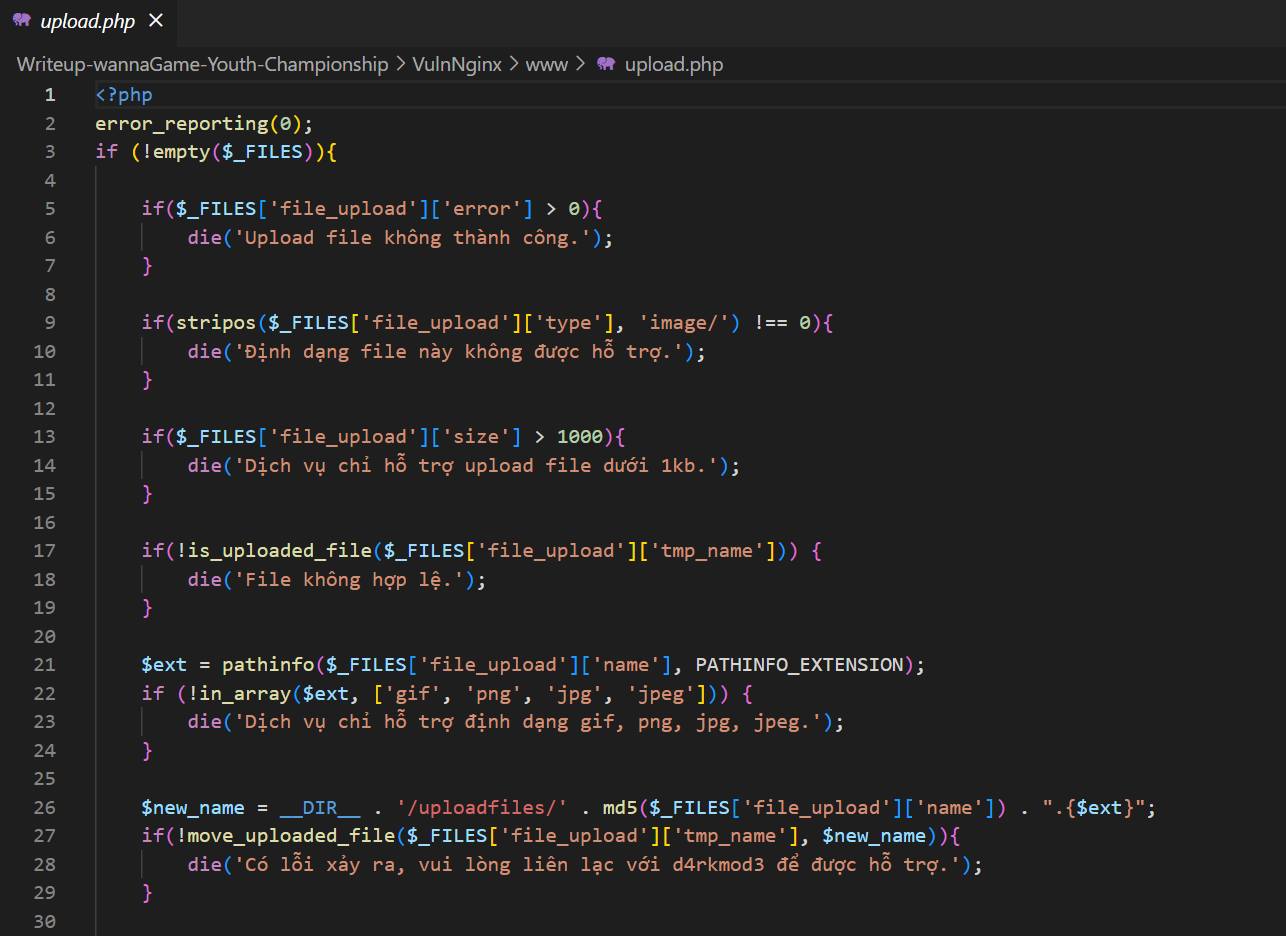 upload.php ×
Writeup-wannaGame-Youth-Championship > VulnNginx > www > upload.php
1 <?php
2 error_reporting(0);
3 if (!empty($_FILES)){
4
5     if($_FILES['file_upload']['error'] > 0){
6         die('Upload file không thành công.');
7     }
8
9     if(stripos($_FILES['file_upload']['type'], 'image/') !== 0){
10         die('Định dạng file này không được hỗ trợ.');
11     }
12
13     if($_FILES['file_upload']['size'] > 1000){
14         die('Dịch vụ chỉ hỗ trợ upload file dưới 1kb.');
15     }
16
17     if(!is_uploaded_file($_FILES['file_upload']['tmp_name'])) {
18         die('File không hợp lệ.');
19     }
20
21     $ext = pathinfo($_FILES['file_upload']['name'], PATHINFO_EXTENSION);
22     if (!in_array($ext, ['gif', 'png', 'jpg', 'jpeg'])) {
23         die('Dịch vụ chỉ hỗ trợ định dạng gif, png, jpg, jpeg.');
24     }
25
26     $new_name = __DIR__ . '/uploadfiles/' . md5($_FILES['file_upload']['name']) . ".{$ext}";
27     if(!move_uploaded_file($_FILES['file_upload']['tmp_name'], $new_name)){
28         die('Có lỗi xảy ra, vui lòng liên lạc với d4rkmod3 để được hỗ trợ.');
29     }
30